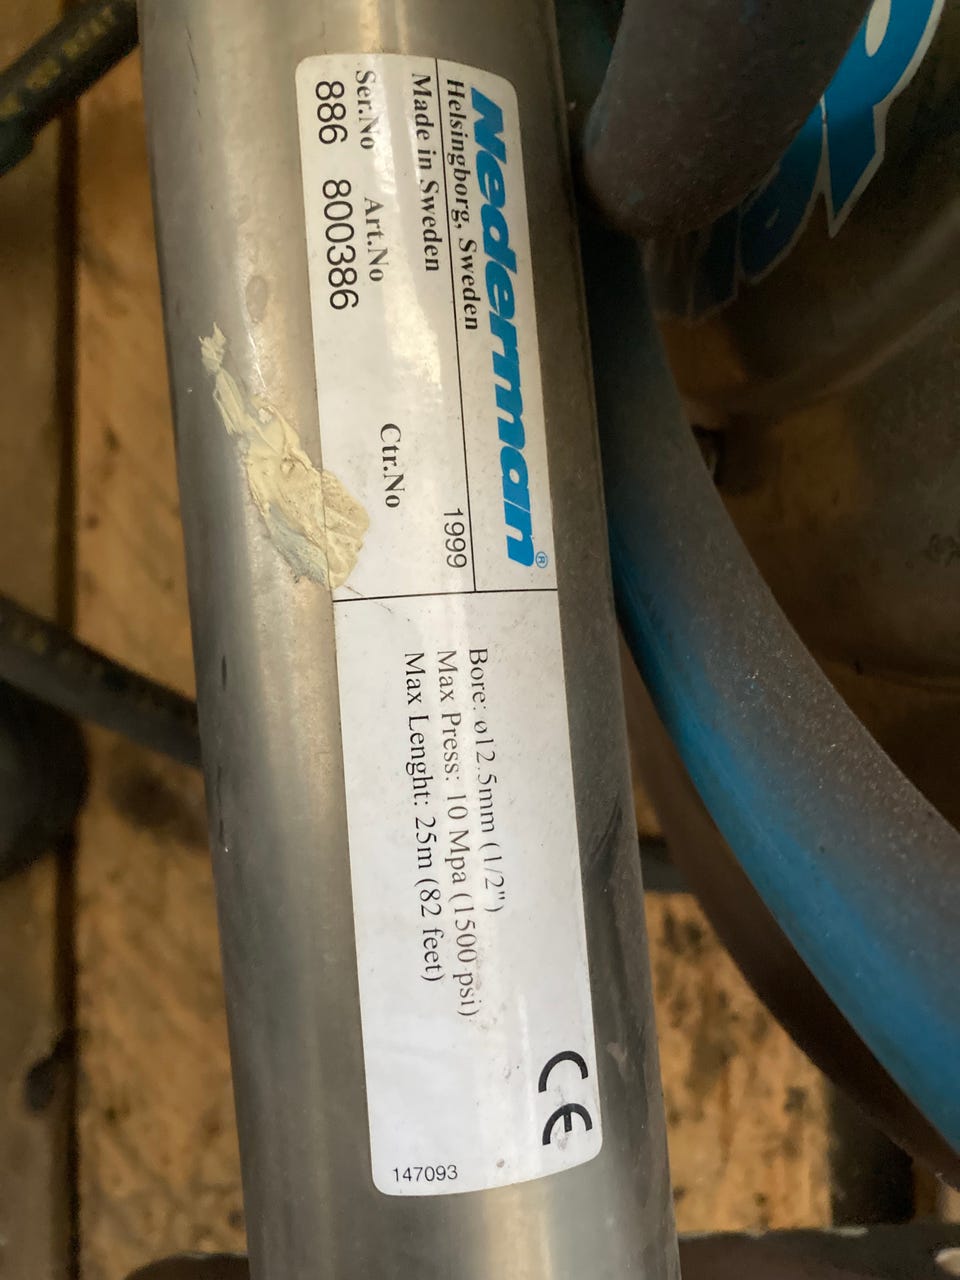 Nederman®
Helsingborg, Sweden
Made in Sweden 1999
Ser.No Art.No Ctr.No
886 800386
Bore: ø12.5mm (1/2")
Max Press: 10 Mpa (1500 psi)
Max Lenght: 25m (82 feet)
CE
147093